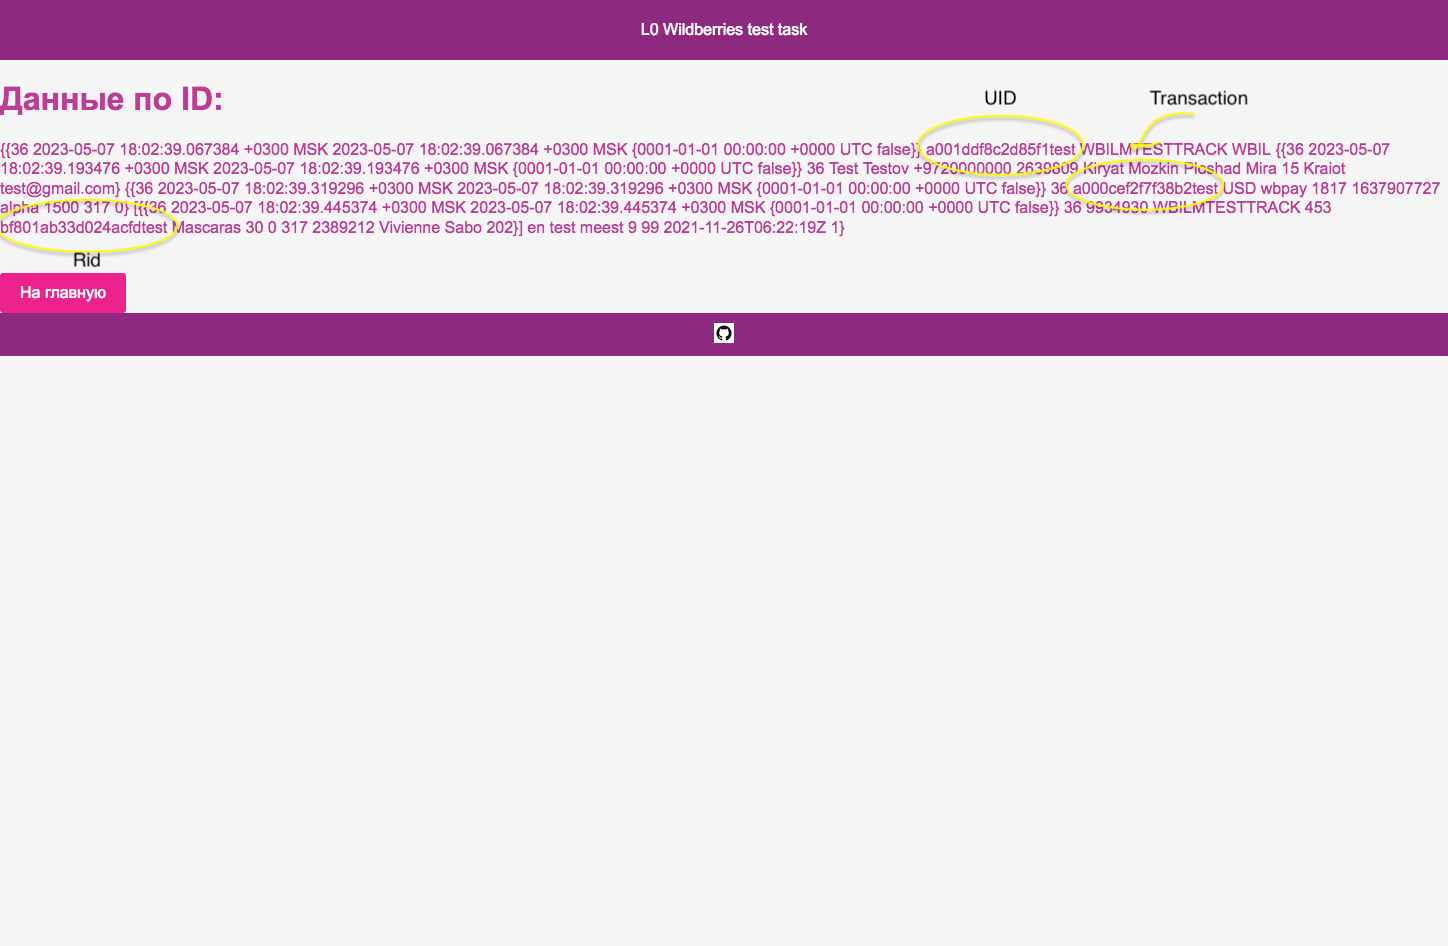 L0 Wildberries test task
Данные по ID:
UID
Transaction
{{36 2023-05-07 18:02:39.067384 +0300 MSK 2023-05-07 18:02:39.067384 +0300 MSK {0001-01-01 00:00:00 +0000 UTC false}} a001ddf8c2d85f1test WBILMTESTTRACK WBIL {{36 2023-05-07
18:02:39.193476 +0300 MSK 2023-05-07 18:02:39.193476 +0300 MSK {0001-01-01 00:00:00 +0000 UTC false}} 36 Test Testov +9720000000 2639809 Kiryat Mozkin Ploshad Mira 15 Kraiot
test@gmail.com} {{36 2023-05-07 18:02:39.319296 +0300 MSK 2023-05-07 18:02:39.319296 +0300 MSK {0001-01-01 00:00:00 +0000 UTC false}} 36 a000cef2f7f38b2test USD wbpay 1817 1637907727
alpha 1500 317 0} [{{36 2023-05-07 18:02:39.445374 +0300 MSK 2023-05-07 18:02:39.445374 +0300 MSK {0001-01-01 00:00:00 +0000 UTC false}} 36 9934930 WBILMTESTTRACK 453
bf801ab33d024acfdtest Mascaras 30 0 317 2389212 Vivienne Sabo 202}] en test meest 9 99 2021-11-26T06:22:19Z 1}
Rid
На главную